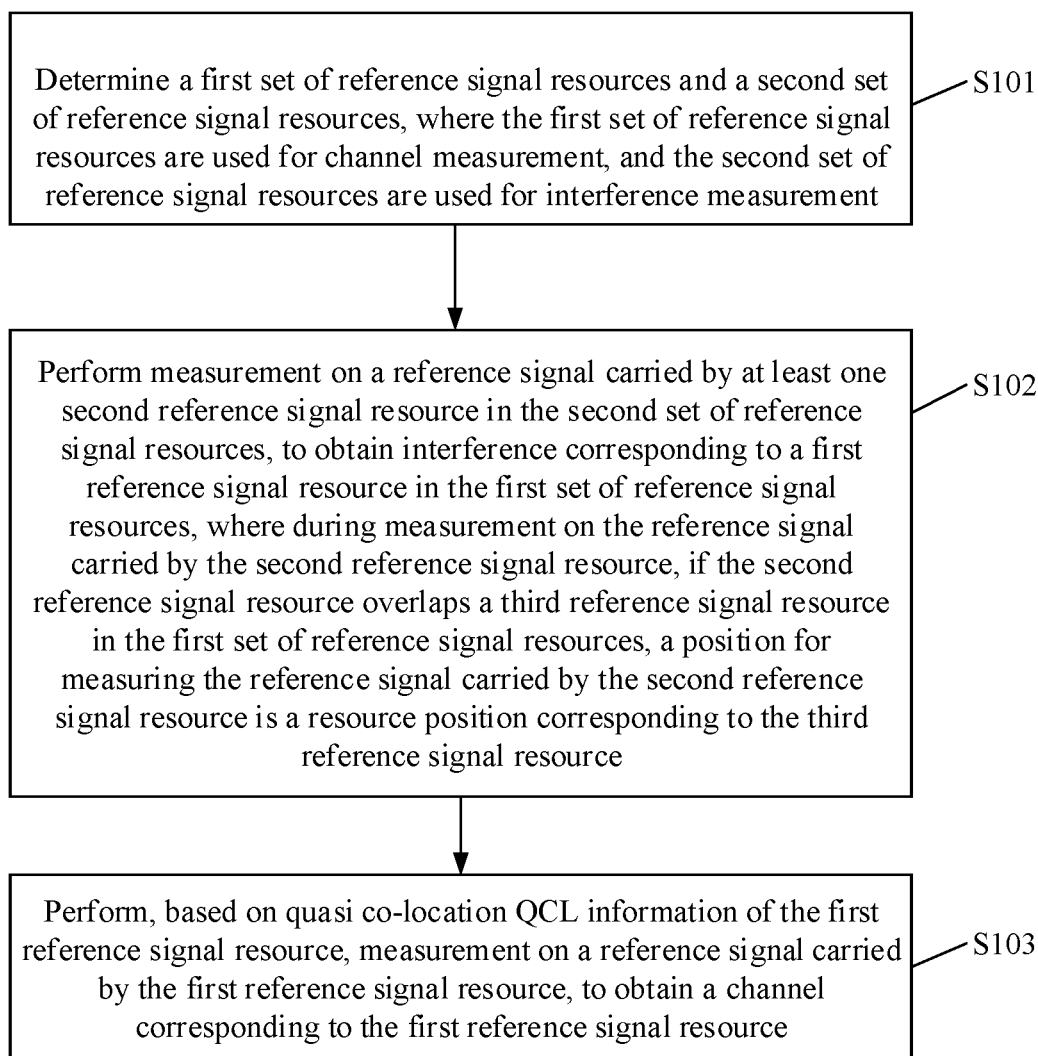 Determine a first set of reference signal resources and a second set
of reference signal resources, where the first set of reference signal
resources are used for channel measurement, and the second set of
reference signal resources are used for interference measurement
S101
Perform measurement on a reference signal carried by at least one
second reference signal resource in the second set of reference
signal resources, to obtain interference corresponding to a first
reference signal resource in the first set of reference signal
resources, where during measurement on the reference signal
carried by the second reference signal resource, if the second
reference signal resource overlaps a third reference signal resource
in the first set of reference signal resources, a position for
measuring the reference signal carried by the second reference
signal resource is a resource position corresponding to the third
reference signal resource
S102
Perform, based on quasi co-location QCL information of the first
reference signal resource, measurement on a reference signal carried
by the first reference signal resource, to obtain a channel
corresponding to the first reference signal resource
S103